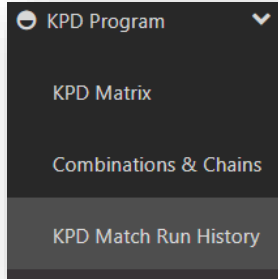 KPD Program
KPD Matrix
Combinations & Chains
KPD Match Run History